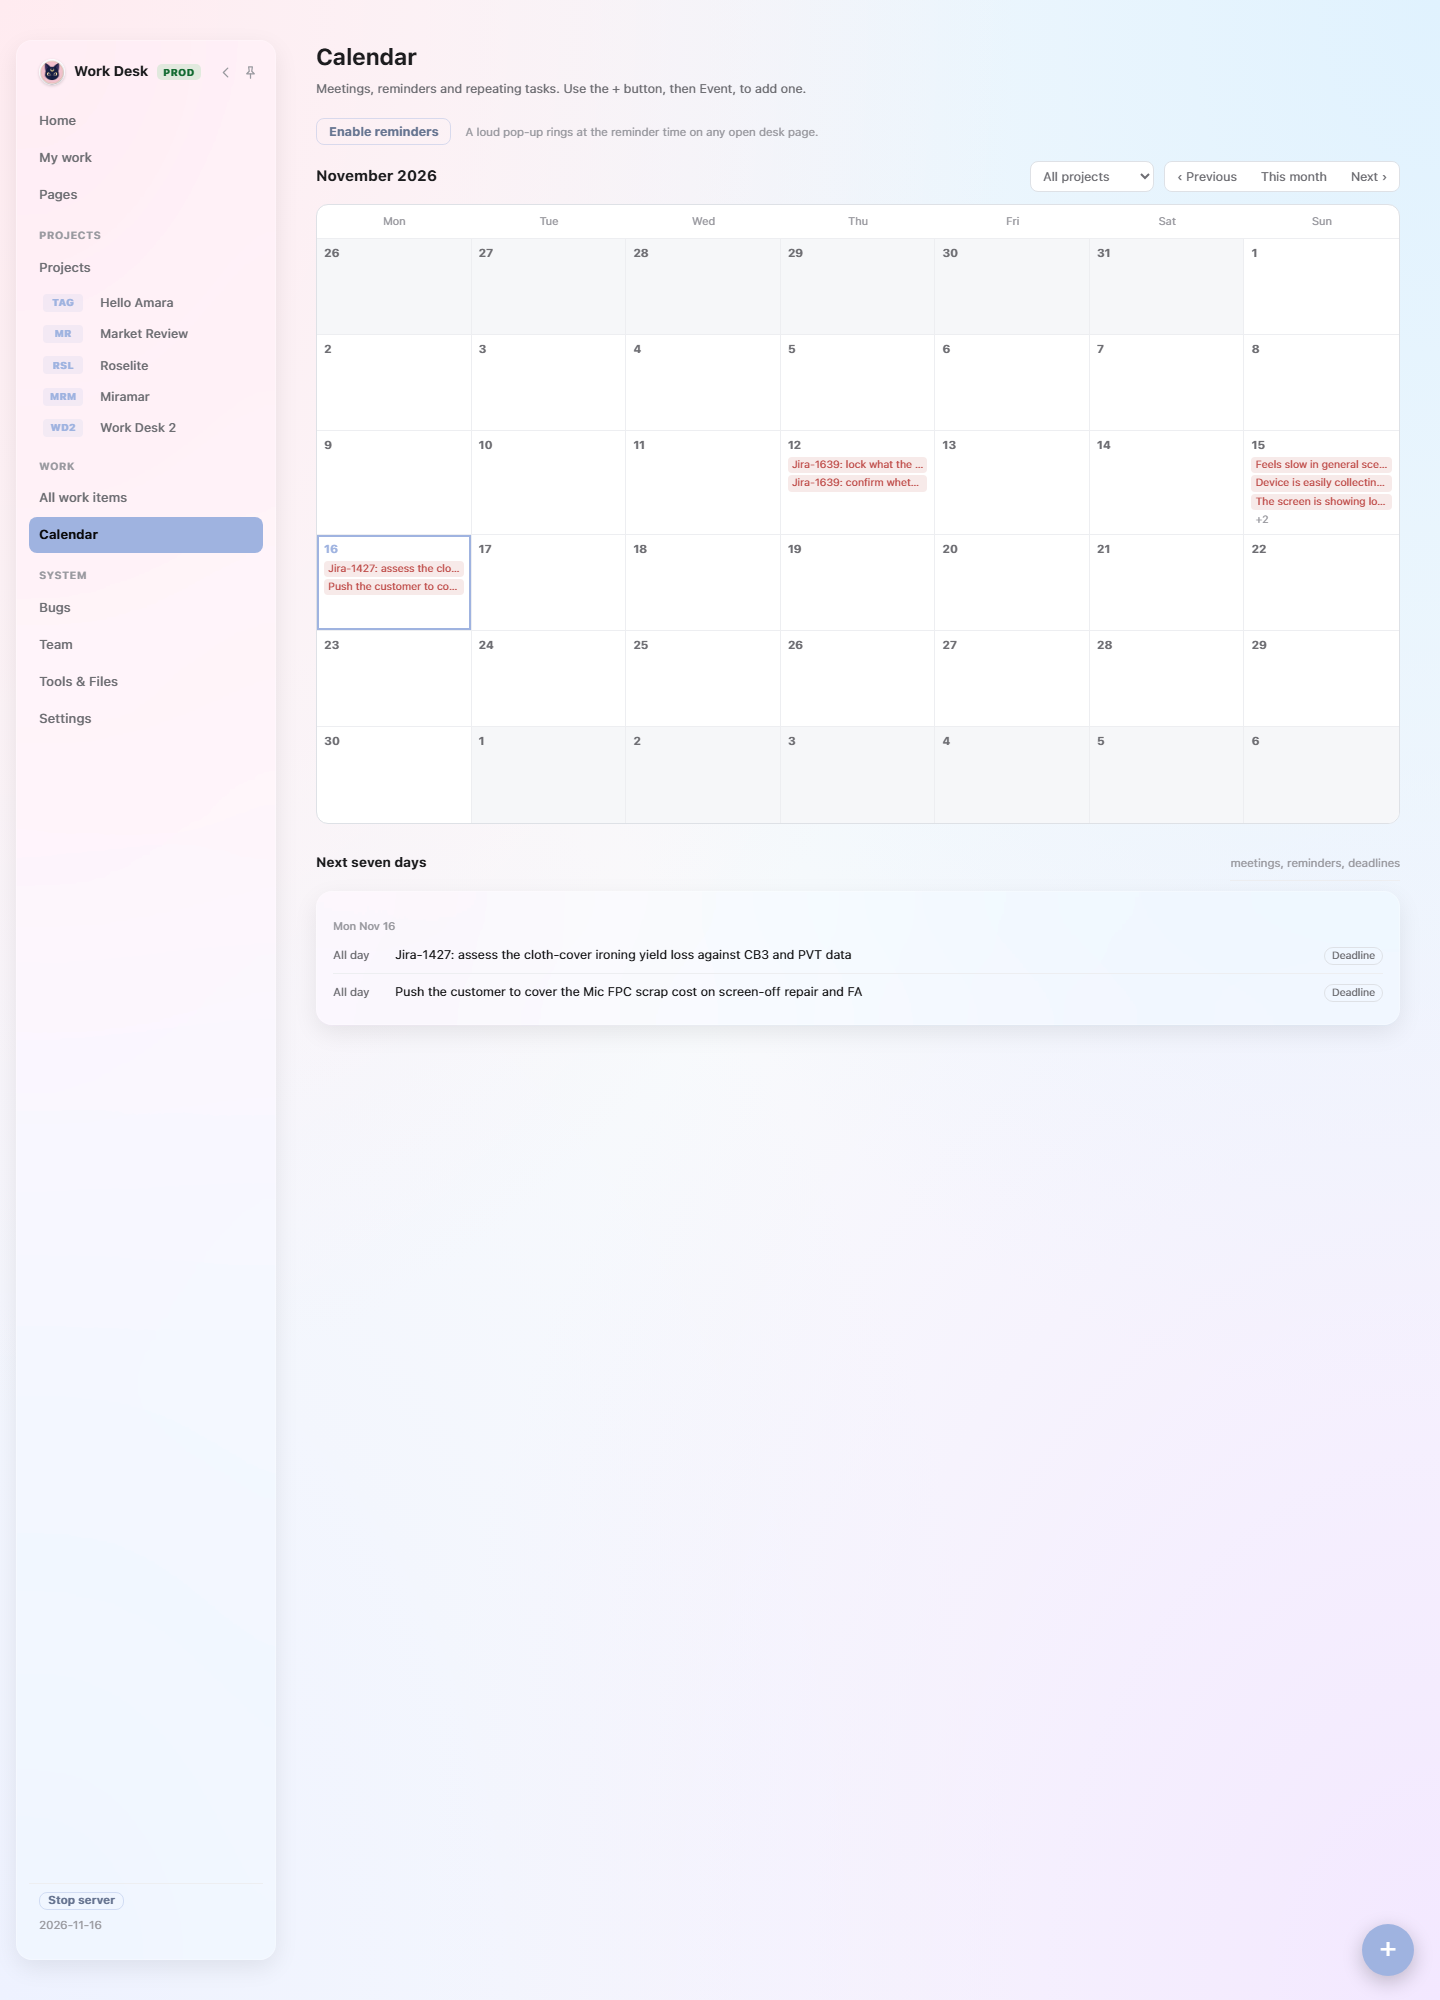 Work Desk PROD
Home
My work
Pages
PROJECTS
Projects
TAG Hello Amara
MR Market Review
RSL Roselite
MRM Miramar
WD2 Work Desk 2
WORK
All work items
Calendar
SYSTEM
Bugs
Team
Tools & Files
Settings
Stop server
2026-11-16
Calendar
Meetings, reminders and repeating tasks. Use the + button, then Event, to add one.
Enable reminders A loud pop-up rings at the reminder time on any open desk page.
November 2026 All projects ‹ Previous This month Next ›
Mon Tue Wed Thu Fri Sat Sun
26 27 28 29 30 31 1
2 3 4 5 6 7 8
9 10 11 12 13 14 15
Jira-1639: lock what the ...
Jira-1639: confirm whet...
Feels slow in general sce...
Device is easily collectin...
The screen is showing lo...
+2
16 17 18 19 20 21 22
Jira-1427: assess the clo...
Push the customer to co...
23 24 25 26 27 28 29
30 1 2 3 4 5 6
Next seven days meetings, reminders, deadlines
Mon Nov 16
All day Jira-1427: assess the cloth-cover ironing yield loss against CB3 and PVT data Deadline
All day Push the customer to cover the Mic FPC scrap cost on screen-off repair and FA Deadline
+